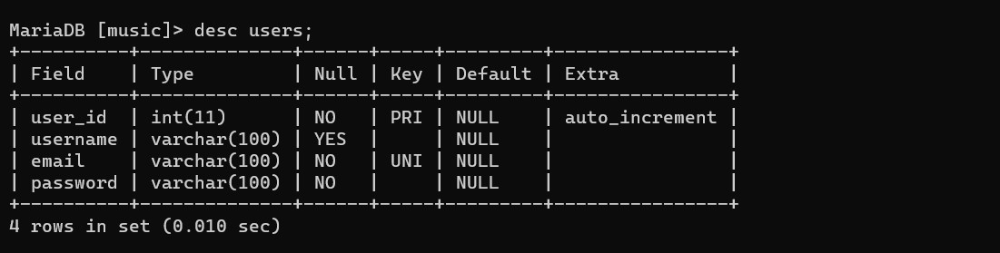 MariaDB [music]> desc users;
+----------+--------------+------+-----+---------+----------------+
| Field    | Type         | Null | Key | Default | Extra          |
+----------+--------------+------+-----+---------+----------------+
| user_id  | int(11)      | NO   | PRI | NULL    | auto_increment |
| username | varchar(100) | YES  |     | NULL    |                |
| email    | varchar(100) | NO   | UNI | NULL    |                |
| password | varchar(100) | NO   |     | NULL    |                |
+----------+--------------+------+-----+---------+----------------+
4 rows in set (0.010 sec)